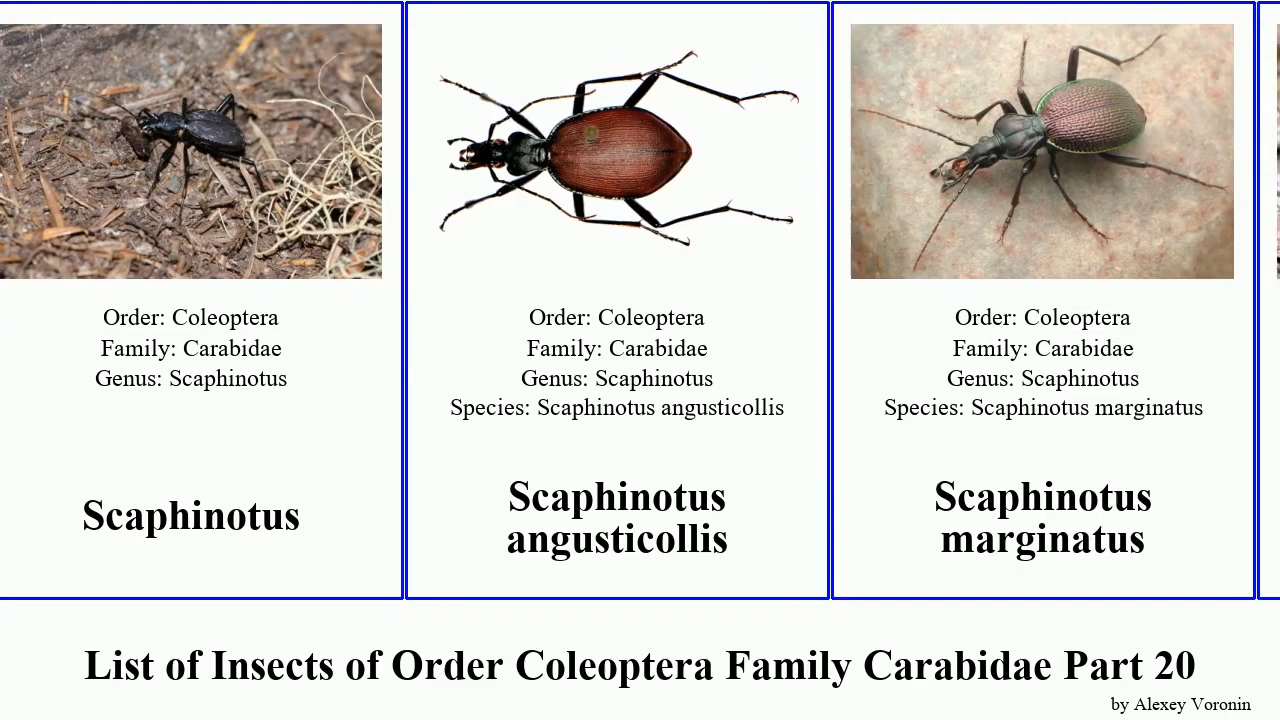 Order: Coleoptera
Family: Carabidae
Genus: Scaphinotus
Scaphinotus
Order: Coleoptera
Family: Carabidae
Genus: Scaphinotus
Species: Scaphinotus angusticollis
Scaphinotus
angusticollis
Order: Coleoptera
Family: Carabidae
Genus: Scaphinotus
Species: Scaphinotus marginatus
Scaphinotus
marginatus
List of Insects of Order Coleoptera Family Carabidae Part 20
by Alexey Voronin